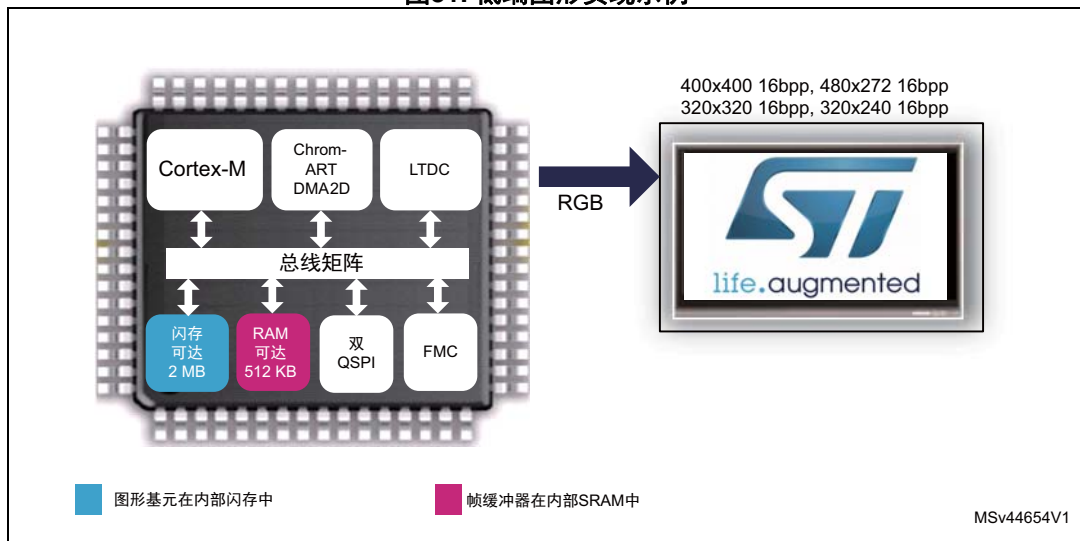 400x400 16bpp, 480x272 16bpp
320x320 16bpp, 320x240 16bpp
Cortex-M
Chrom-
ART
DMA2D
LTDC
RGB
总线矩阵
闪存
可达
2 MB
RAM
可达
512 KB
双
QSPI
FMC
ST
life.augmented
图形基元在内部闪存中
帧缓冲器在内部SRAM中
MSv44654V1